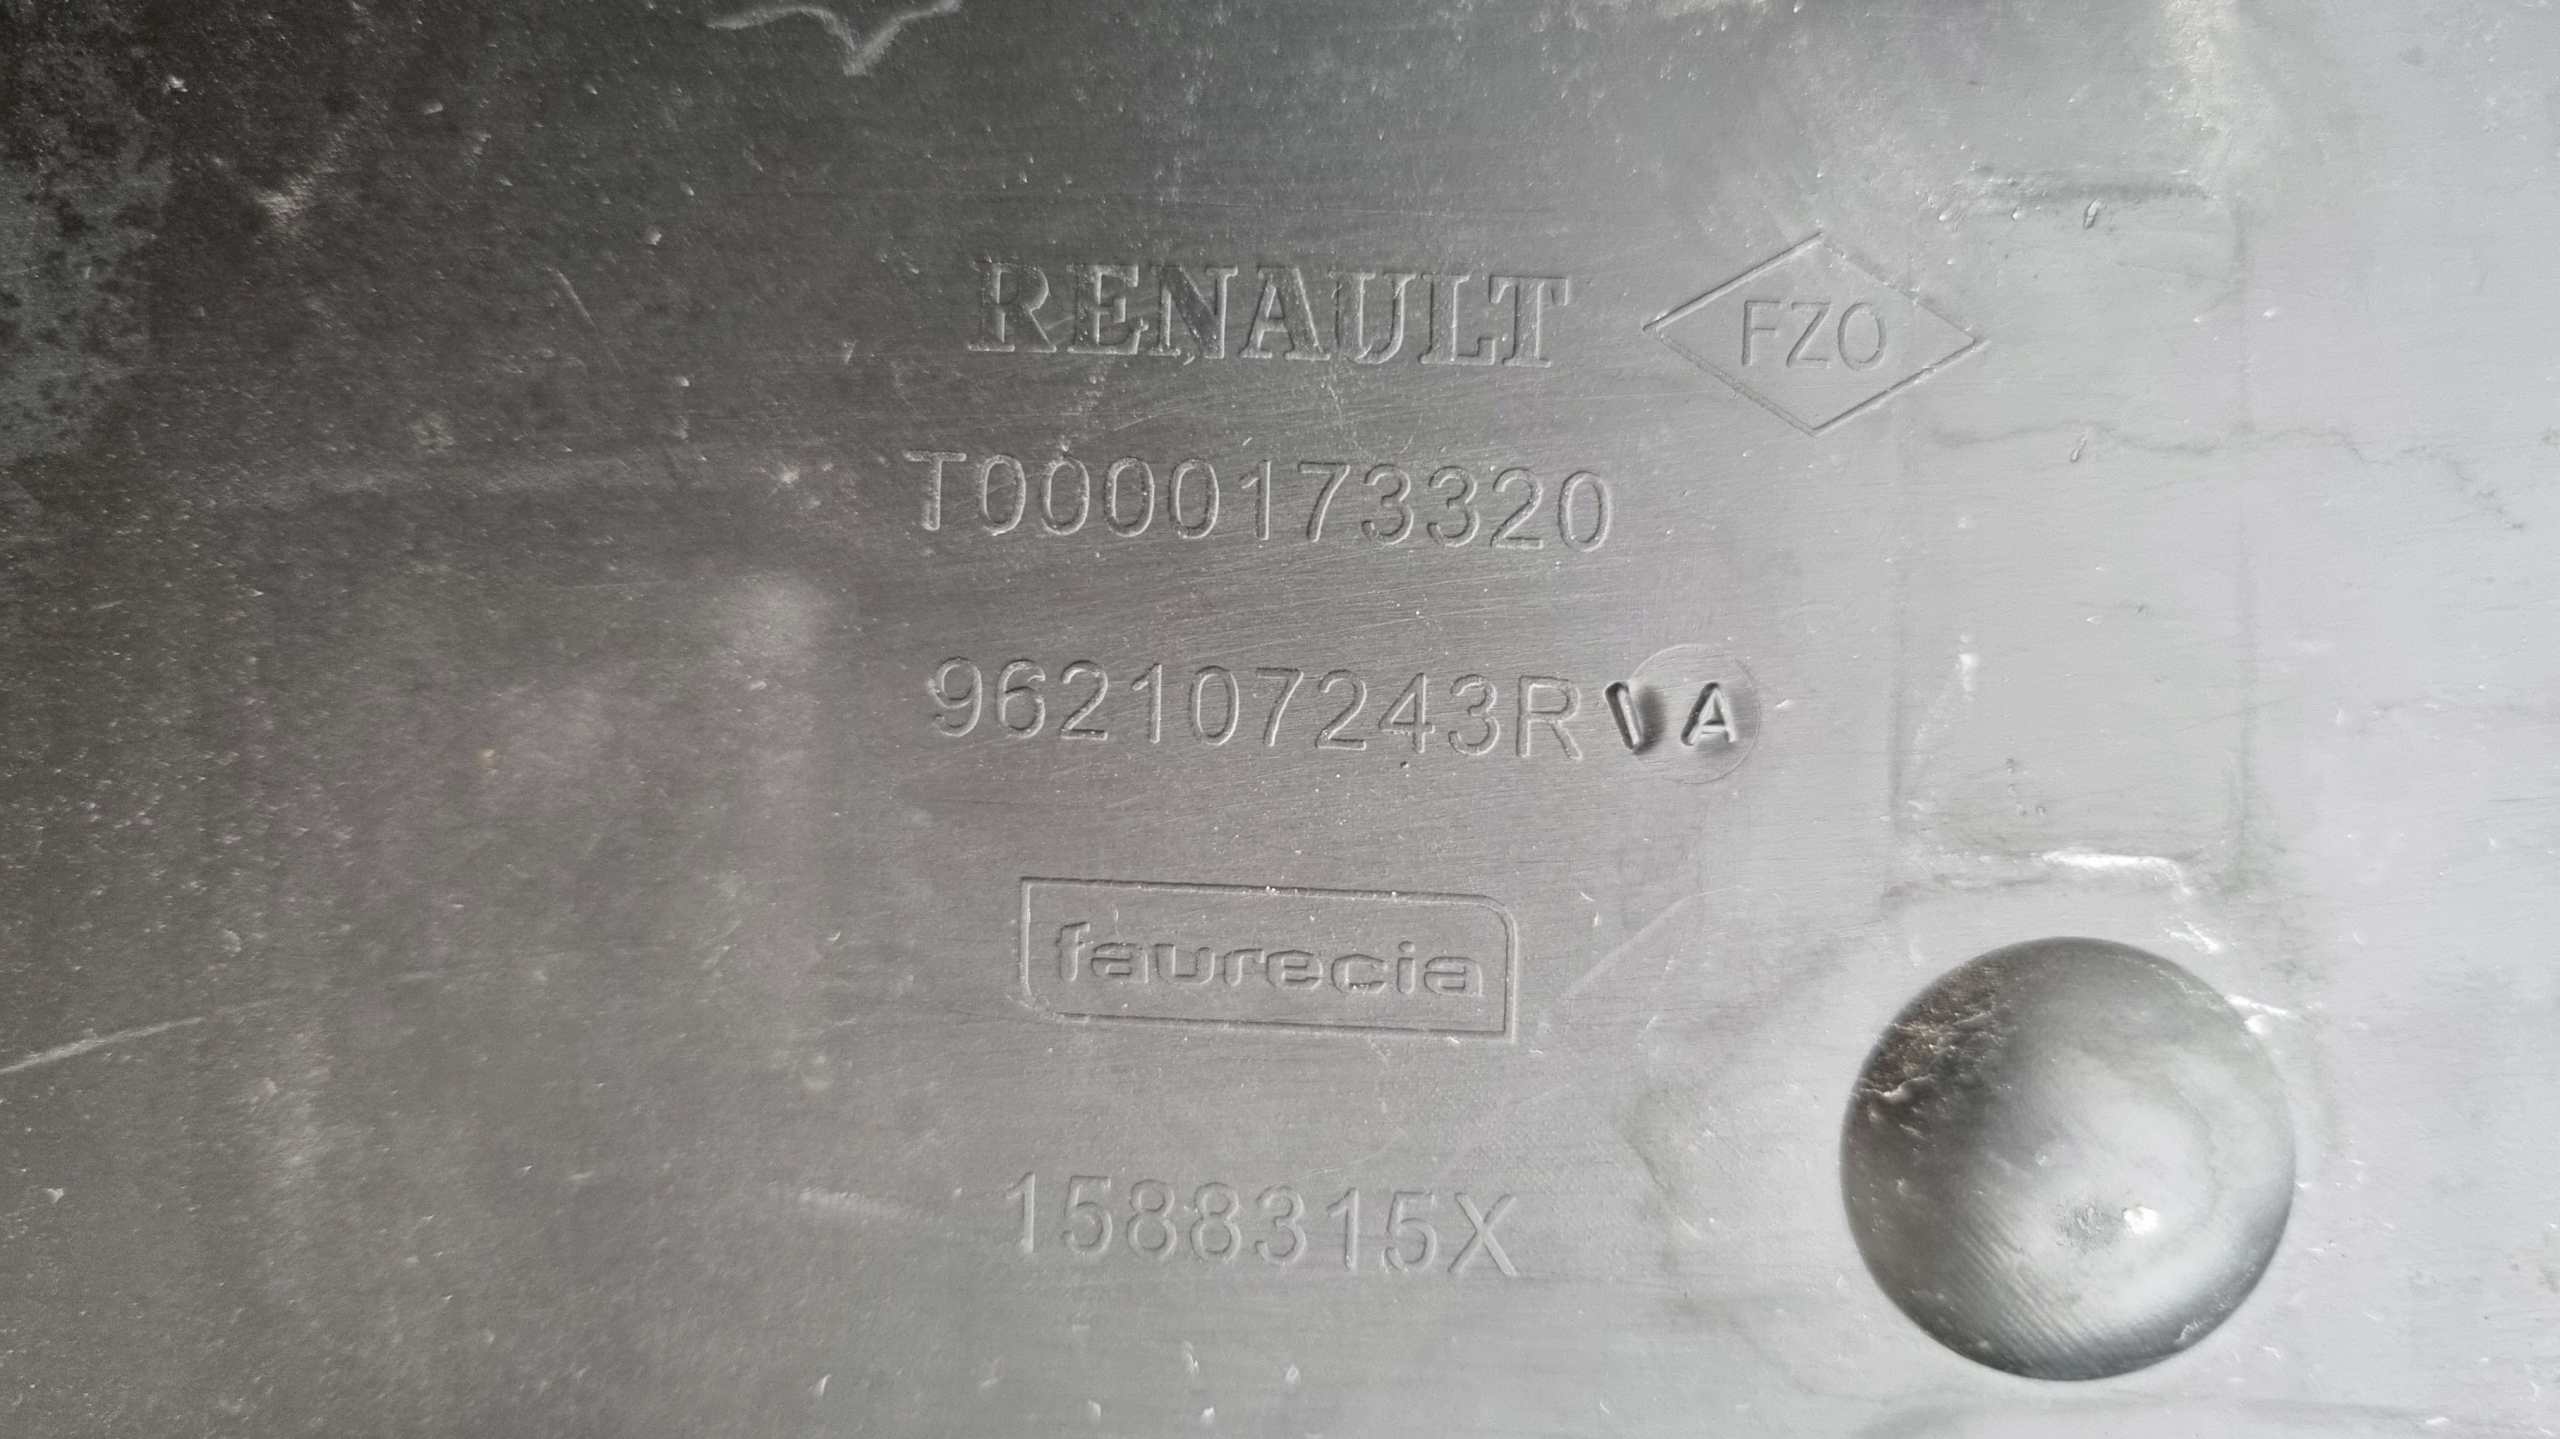 RENAULT FZO
T0000173320
962107243R\A
faurecia
1588315X